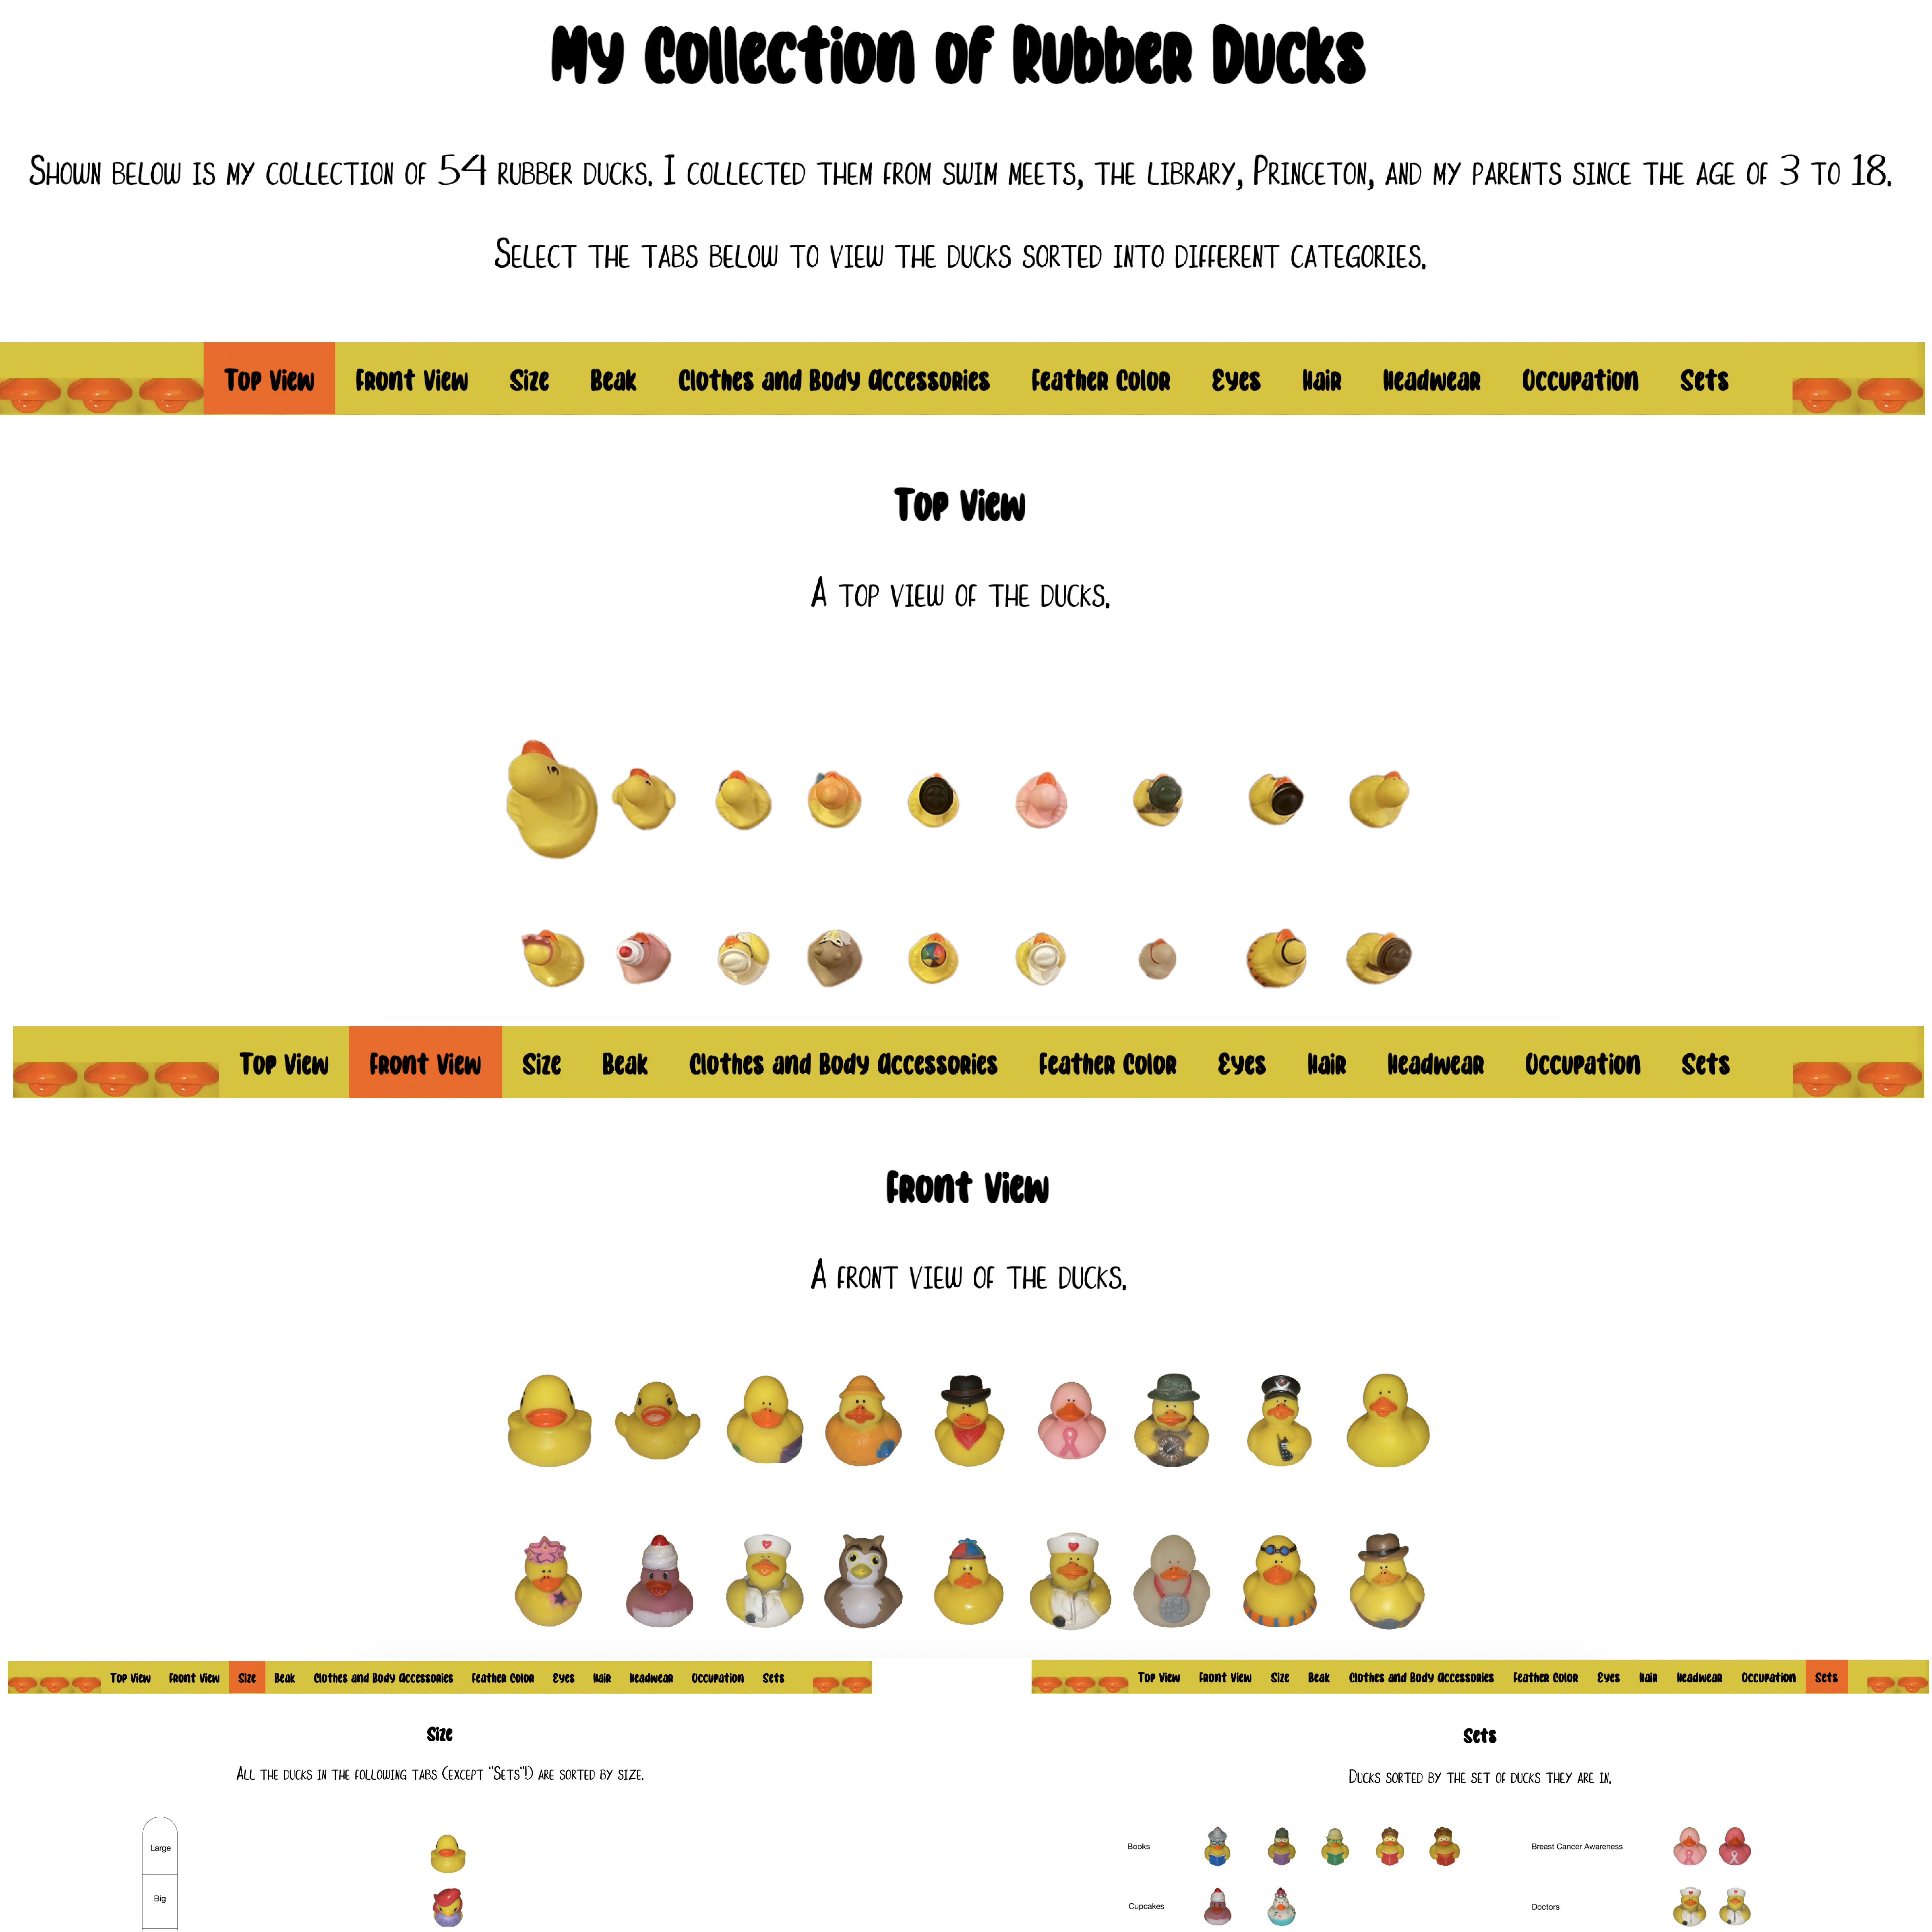 My Collection of Rubber Ducks
Shown below is my collection of 54 rubber ducks. I collected them from swim meets, the library, Princeton, and my parents since the age of 3 to 18.
Select the tabs below to view the ducks sorted into different categories.
Top View Front View Size Beak Clothes and Body Accessories Feather Color Eyes Hair Headwear Occupation Sets
Top View
A top view of the ducks.
Top View Front View Size Beak Clothes and Body Accessories Feather Color Eyes Hair Headwear Occupation Sets
Front View
A front view of the ducks.
Top View Front View Size Beak Clothes and Body Accessories Feather Color Eyes Hair Headwear Occupation Sets
Size
All the ducks in the following tabs (except "Sets"!) are sorted by size.
Large
Big
Top View Front View Size Beak Clothes and Body Accessories Feather Color Eyes Hair Headwear Occupation Sets
Sets
Ducks sorted by the set of ducks they are in.
Books Breast Cancer Awareness
Cupcakes Doctors